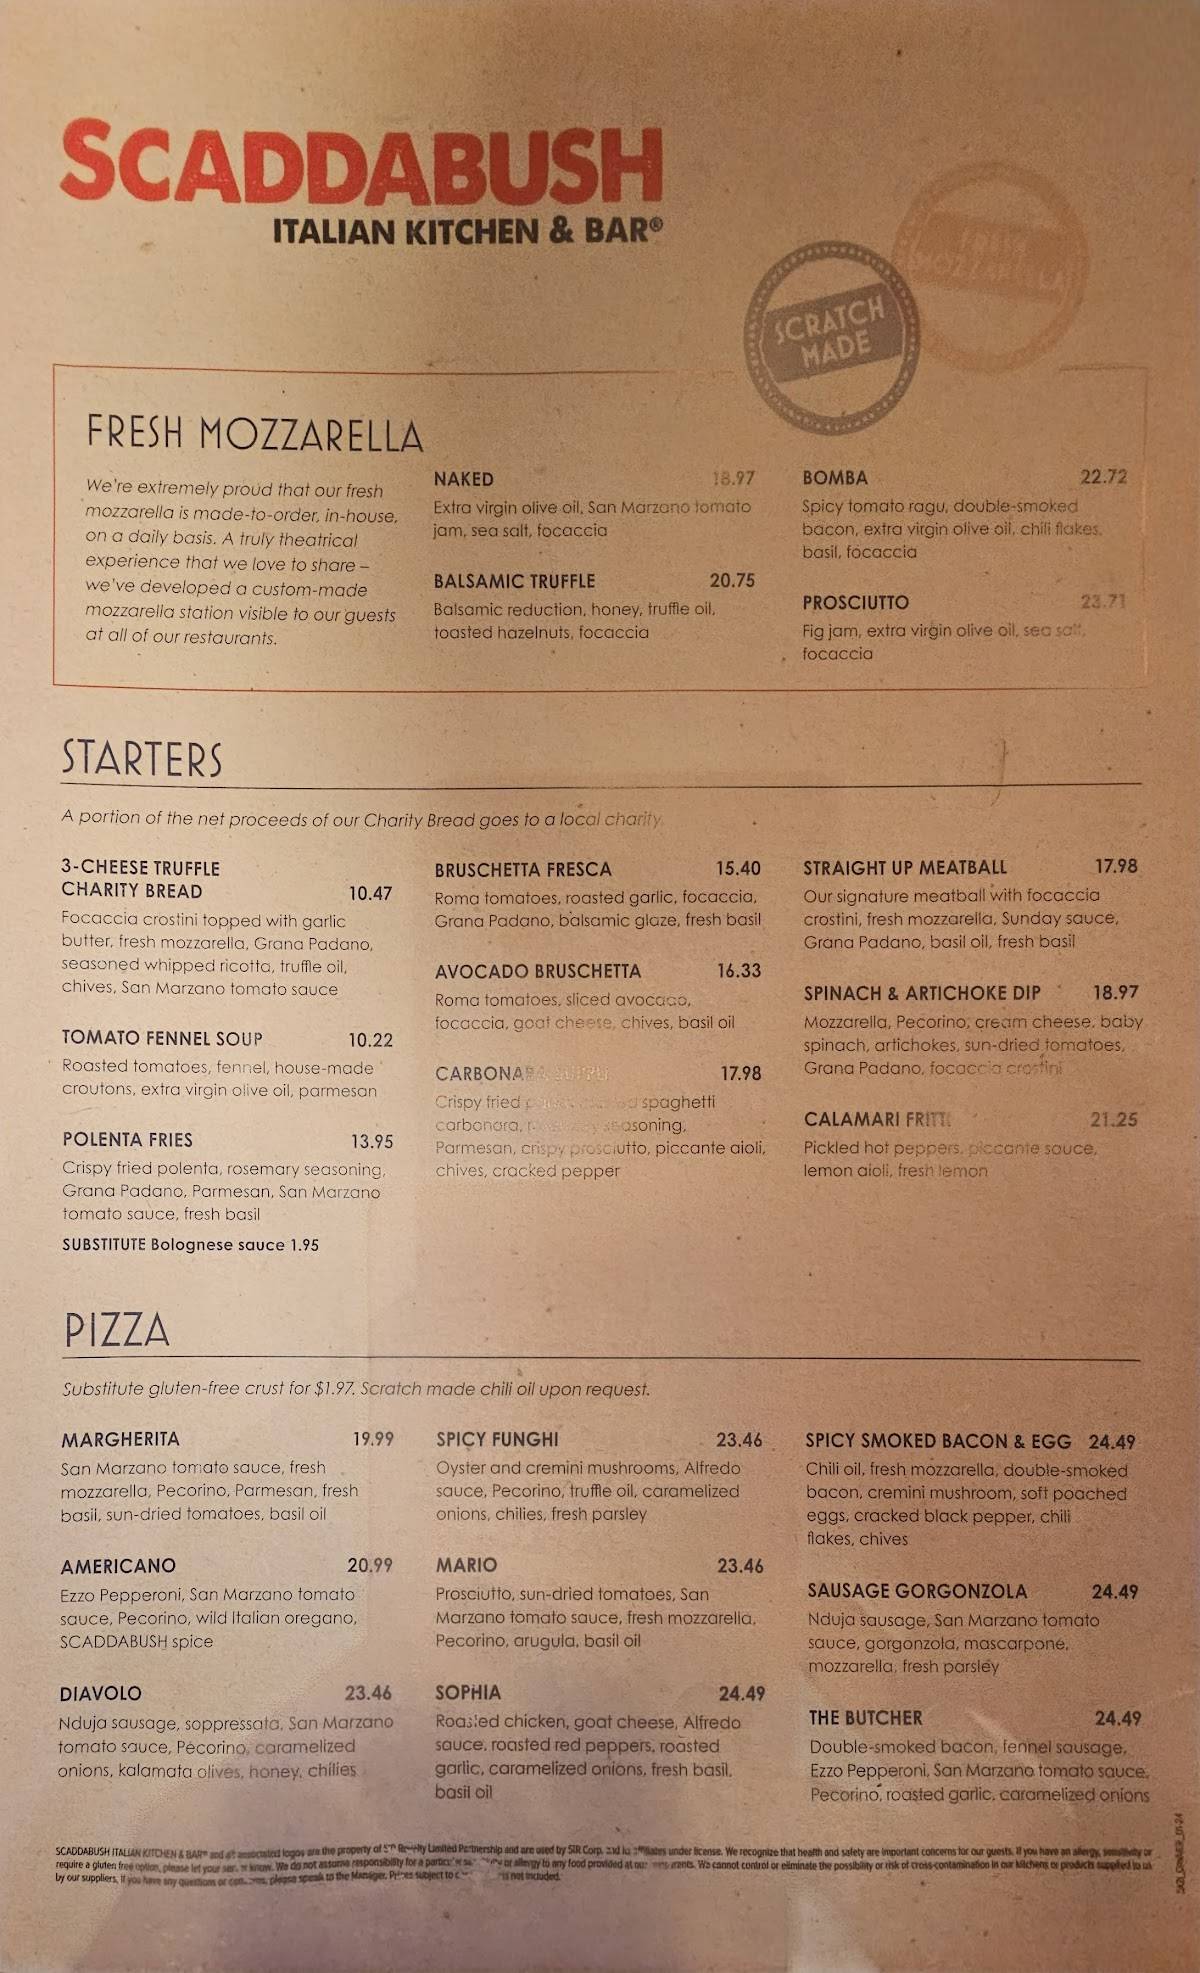 SCADDABUSH
ITALIAN KITCHEN & BAR®
SCRATCH
MADE
MOZZARELLA
FRESH MOZZARELLA
We're extremely proud that our fresh
mozzarella is made-to-order, in-house,
on a daily basis. A truly theatrical
experience that we love to share –
we've developed a custom-made
mozzarella station visible to our guests
at all of our restaurants.
NAKED 18.97
Extra virgin olive oil, San Marzano tomato
jam, sea salt, focaccia
BALSAMIC TRUFFLE 20.75
Balsamic reduction, honey, truffle oil,
toasted hazelnuts, focaccia
BOMBA 22.72
Spicy tomato ragu, double-smoked
bacon, extra virgin olive oil, chili flakes,
basil, focaccia
PROSCIUTTO 23.71
Fig jam, extra virgin olive oil, sea salt,
focaccia
STARTERS
A portion of the net proceeds of our Charity Bread goes to a local charity.
3-CHEESE TRUFFLE
CHARITY BREAD 10.47
Focaccia crostini topped with garlic
butter, fresh mozzarella, Grana Padano,
seasoned whipped ricotta, truffle oil,
chives, San Marzano tomato sauce
TOMATO FENNEL SOUP 10.22
Roasted tomatoes, fennel, house-made
croutons, extra virgin olive oil, parmesan
POLENTA FRIES 13.95
Crispy fried polenta, rosemary seasoning,
Grana Padano, Parmesan, San Marzano
tomato sauce, fresh basil
SUBSTITUTE Bolognese sauce 1.95
BRUSCHETTA FRESCA 15.40
Roma tomatoes, roasted garlic, focaccia,
Grana Padano, balsamic glaze, fresh basil
AVOCADO BRUSCHETTA 16.33
Roma tomatoes, sliced avocado,
focaccia, goat cheese, chives, basil oil
CARBONARA 17.98
Crispy fried spaghetti
carbonara, seasoning,
Parmesan, crispy prosciutto, piccante aioli,
chives, cracked pepper
STRAIGHT UP MEATBALL 17.98
Our signature meatball with focaccia
crostini, fresh mozzarella, Sunday sauce,
Grana Padano, basil oil, fresh basil
SPINACH & ARTICHOKE DIP 18.97
Mozzarella, Pecorino, cream cheese, baby
spinach, artichokes, sun-dried tomatoes,
Grana Padano, focaccia crostini
CALAMARI FRITTI 21.25
Pickled hot peppers, piccante sauce,
lemon aioli, fresh lemon
PIZZA
Substitute gluten-free crust for $1.97. Scratch made chili oil upon request.
MARGHERITA 19.99
San Marzano tomato sauce, fresh
mozzarella, Pecorino, Parmesan, fresh
basil, sun-dried tomatoes, basil oil
AMERICANO 20.99
Ezzo Pepperoni, San Marzano tomato
sauce, Pecorino, wild Italian oregano,
SCADDABUSH spice
DIAVOLO 23.46
Nduja sausage, soppressata, San Marzano
tomato sauce, Pecorino, caramelized
onions, kalamata olives, honey, chilies
SPICY FUNGHI 23.46
Oyster and cremini mushrooms, Alfredo
sauce, Pecorino, truffle oil, caramelized
onions, chilies, fresh parsley
MARIO 23.46
Prosciutto, sun-dried tomatoes, San
Marzano tomato sauce, fresh mozzarella,
Pecorino, arugula, basil oil
SOPHIA 24.49
Roasted chicken, goat cheese, Alfredo
sauce, roasted red peppers, roasted
garlic, caramelized onions, fresh basil,
basil oil
SPICY SMOKED BACON & EGG 24.49
Chili oil, fresh mozzarella, double-smoked
bacon, cremini mushroom, soft poached
eggs, cracked black pepper, chili
flakes, chives
SAUSAGE GORGONZOLA 24.49
Nduja sausage, San Marzano tomato
sauce, gorgonzola, mascarpone,
mozzarella, fresh parsley
THE BUTCHER 24.49
Double-smoked bacon, fennel sausage,
Ezzo Pepperoni, San Marzano tomato sauce,
Pecorino, roasted garlic, caramelized onions
SCADDABUSH ITALIAN KITCHEN & BAR® and all associated logos are the property of Royalty Limited Partnership and are used by SIR Corp. and its affiliates under license. We recognize that health and safety are important concerns for our guests. If you have an allergy, sensitivity or
require a gluten free option, please let your know. We do not assume responsibility for a particular or allergy to any food provided at our We cannot control or eliminate the possibility or risk of cross-contamination in our kitchens or products supplied to us
by our suppliers. If you have any questions or please speak to the Manager. Prices subject to not included.